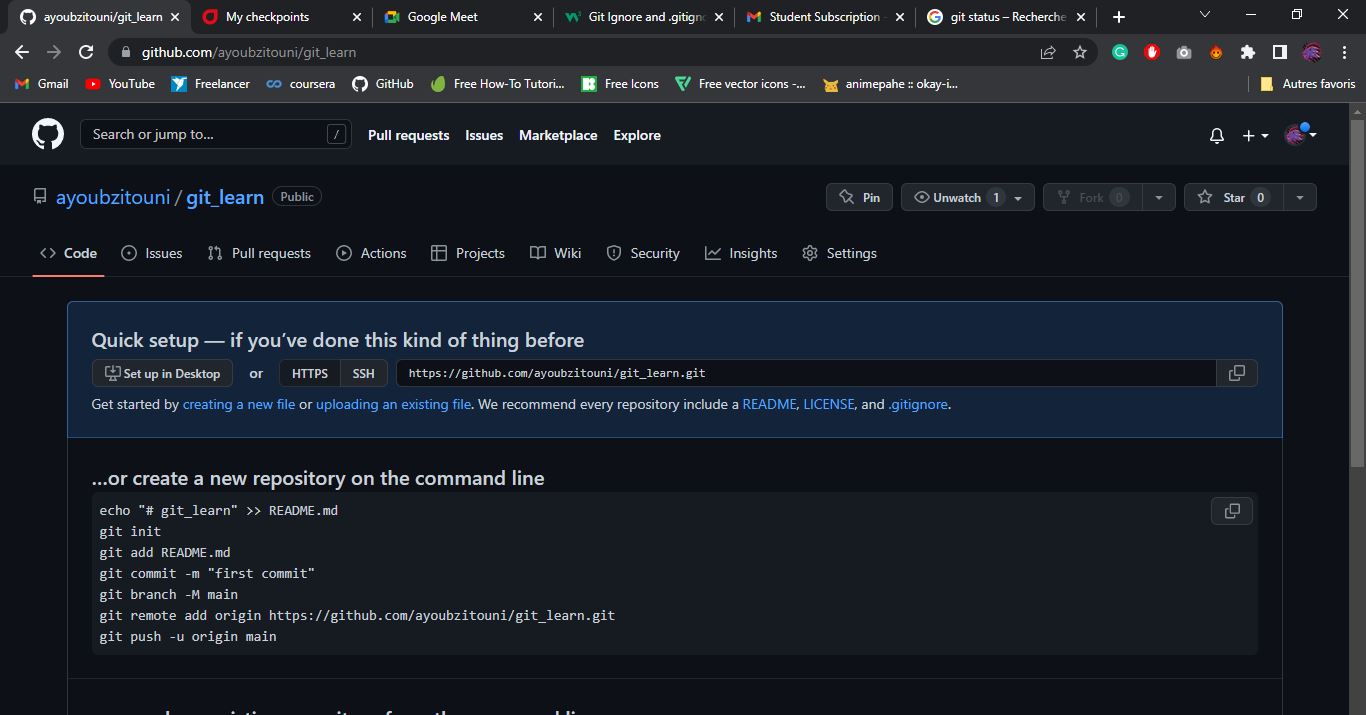 ayoubzitouni/git_learn
My checkpoints
Google Meet
Git Ignore and .gitign
Student Subscription -
git status – Recherche
github.com/ayoubzitouni/git_learn
Gmail YouTube Freelancer coursera GitHub Free How-To Tutori... Free Icons Free vector icons -... animepahe :: okay-i... Autres favoris
Search or jump to... / Pull requests Issues Marketplace Explore
ayoubzitouni / git_learn Public Pin Unwatch 1 Fork 0 Star 0
Code Issues Pull requests Actions Projects Wiki Security Insights Settings
Quick setup — if you've done this kind of thing before
Set up in Desktop or HTTPS SSH https://github.com/ayoubzitouni/git_learn.git
Get started by creating a new file or uploading an existing file. We recommend every repository include a README, LICENSE, and .gitignore.
...or create a new repository on the command line
echo "# git_learn" >> README.md
git init
git add README.md
git commit -m "first commit"
git branch -M main
git remote add origin https://github.com/ayoubzitouni/git_learn.git
git push -u origin main